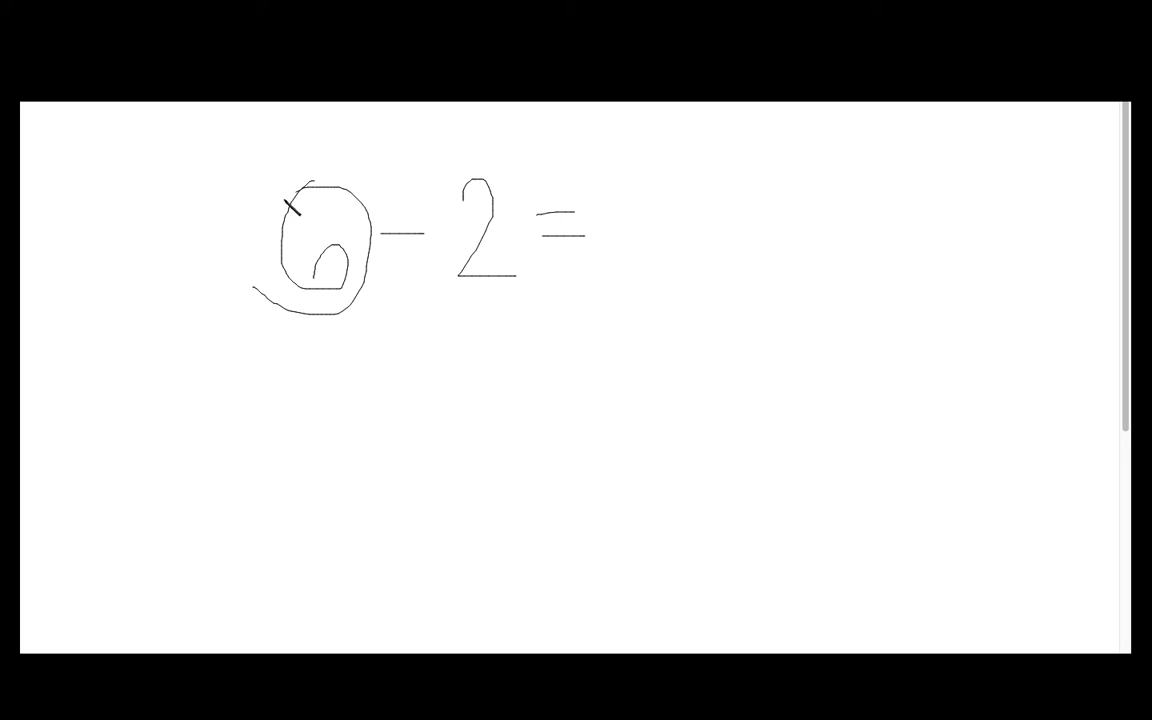 - 2 =